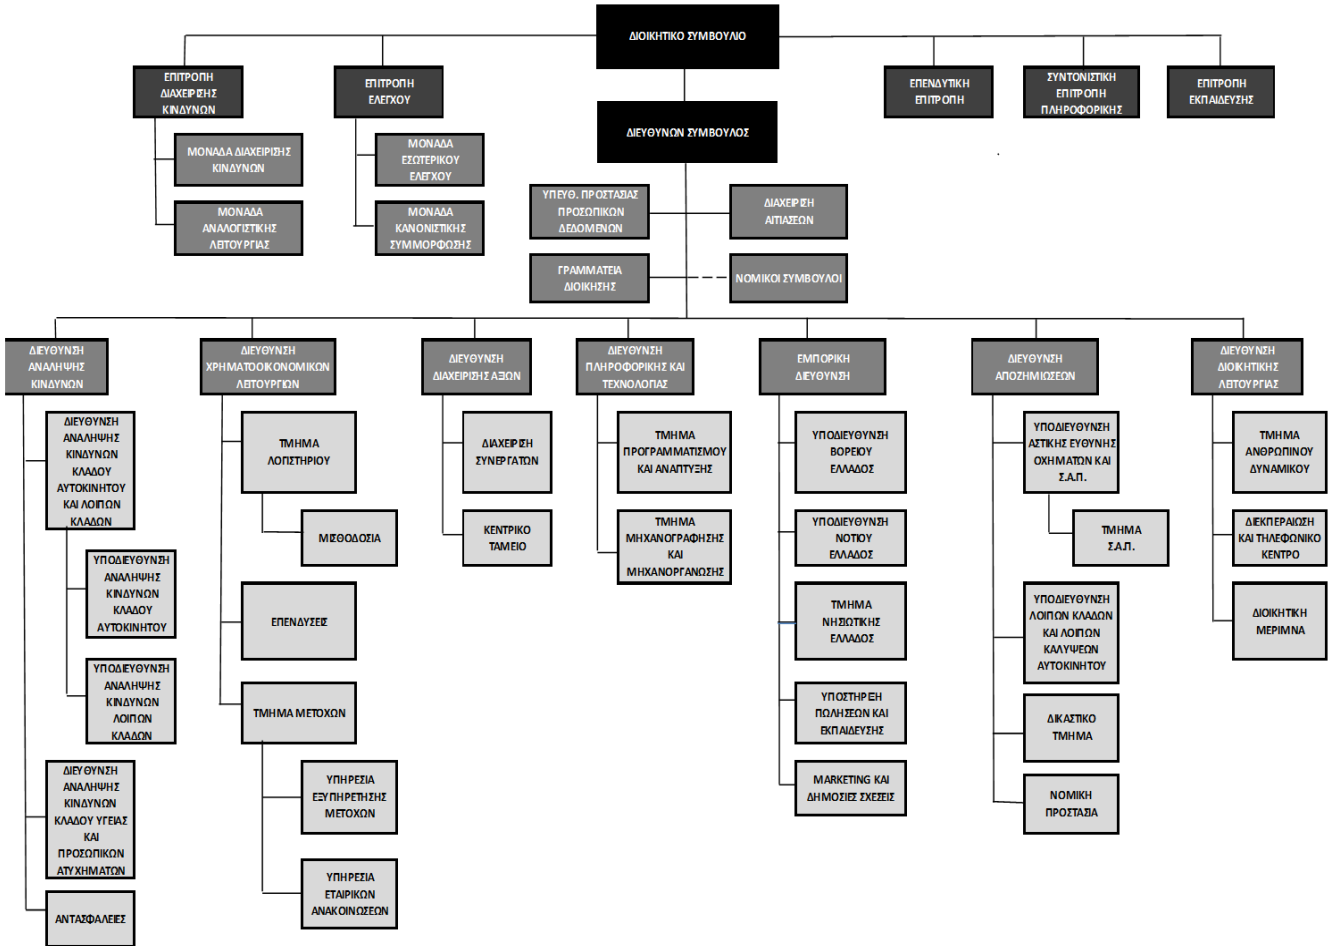 ΔΙΟΙΚΗΤΙΚΟ ΣΥΜΒΟΥΛΙΟ
ΕΠΙΤΡΟΠΗ
ΔΙΑΧΕΙΡΙΣΗΣ
ΚΙΝΔΥΝΩΝ
ΕΠΙΤΡΟΠΗ
ΕΛΕΓΧΟΥ
ΕΠΕΝΔΥΤΙΚΗ
ΕΠΙΤΡΟΠΗ
ΣΥΝΤΟΝΙΣΤΙΚΗ
ΕΠΙΤΡΟΠΗ
ΠΛΗΡΟΦΟΡΙΚΗΣ
ΕΠΙΤΡΟΠΗ
ΕΚΠΑΙΔΕΥΣΗΣ
ΔΙΕΥΘΥΝΩΝ ΣΥΜΒΟΥΛΟΣ
ΜΟΝΑΔΑ ΔΙΑΧΕΙΡΙΣΗΣ
ΚΙΝΔΥΝΩΝ
ΜΟΝΑΔΑ
ΕΣΩΤΕΡΙΚΟΥ
ΕΛΕΓΧΟΥ
ΜΟΝΑΔΑ
ΑΝΑΛΟΓΙΣΤΙΚΗΣ
ΛΕΙΤΟΥΡΓΙΑΣ
ΜΟΝΑΔΑ
ΚΑΝΟΝΙΣΤΙΚΗΣ
ΣΥΜΜΟΡΦΩΣΗΣ
ΥΠΕΥΘ. ΠΡΟΣΤΑΣΙΑΣ
ΠΡΟΣΩΠΙΚΩΝ
ΔΕΔΟΜΕΝΩΝ
ΔΙΑΧΕΙΡΙΣΗ
ΑΙΤΙΑΣΕΩΝ
ΓΡΑΜΜΑΤΕΙΑ
ΔΙΟΙΚΗΣΗΣ
ΝΟΜΙΚΟΙ ΣΥΜΒΟΥΛΟΙ
ΔΙΕΥΘΥΝΣΗ
ΑΝΑΛΗΨΗΣ
ΚΙΝΔΥΝΩΝ
ΔΙΕΥΘΥΝΣΗ
ΧΡΗΜΑΤΟΟΙΚΟΝΟΜΙΚΩΝ
ΛΕΙΤΟΥΡΓΙΩΝ
ΔΙΕΥΘΥΝΣΗ
ΔΙΑΧΕΙΡΙΣΗΣ ΑΞΙΩΝ
ΔΙΕΥΘΥΝΣΗ
ΠΛΗΡΟΦΟΡΙΚΗΣ ΚΑΙ
ΤΕΧΝΟΛΟΓΙΑΣ
ΕΜΠΟΡΙΚΗ
ΔΙΕΥΘΥΝΣΗ
ΔΙΕΥΘΥΝΣΗ
ΑΠΟΖΗΜΙΩΣΕΩΝ
ΔΙΕΥΘΥΝΣΗ
ΔΙΟΙΚΗΤΙΚΗΣ
ΛΕΙΤΟΥΡΓΙΑΣ
ΔΙΕΥΘΥΝΣΗ
ΑΝΑΛΗΨΗΣ
ΚΙΝΔΥΝΩΝ
ΚΛΑΔΟΥ
ΑΥΤΟΚΙΝΗΤΟΥ
ΚΑΙ ΛΟΙΠΩΝ
ΚΛΑΔΩΝ
ΥΠΟΔΙΕΥΘΥΝΣΗ
ΑΝΑΛΗΨΗΣ
ΚΙΝΔΥΝΩΝ
ΚΛΑΔΟΥ
ΑΥΤΟΚΙΝΗΤΟΥ
ΥΠΟΔΙΕΥΘΥΝΣΗ
ΑΝΑΛΗΨΗΣ
ΚΙΝΔΥΝΩΝ
ΛΟΙΠΩΝ
ΚΛΑΔΩΝ
ΔΙΕΥΘΥΝΣΗ
ΑΝΑΛΗΨΗΣ
ΚΙΝΔΥΝΩΝ
ΚΛΑΔΟΥ ΥΓΕΙΑΣ
ΚΑΙ
ΠΡΟΣΩΠΙΚΩΝ
ΑΤΥΧΗΜΑΤΩΝ
ΑΝΤΑΣΦΑΛΕΙΕΣ
ΤΜΗΜΑ
ΛΟΓΙΣΤΗΡΙΟΥ
ΜΙΣΘΟΔΟΣΙΑ
ΕΠΕΝΔΥΣΕΙΣ
ΤΜΗΜΑ ΜΕΤΟΧΩΝ
ΥΠΗΡΕΣΙΑ
ΕΞΥΠΗΡΕΤΗΣΗΣ
ΜΕΤΟΧΩΝ
ΥΠΗΡΕΣΙΑ
ΕΤΑΙΡΙΚΩΝ
ΑΝΑΚΟΙΝΩΣΕΩΝ
ΔΙΑΧΕΙΡΙΣΗ
ΣΥΝΕΡΓΑΤΩΝ
ΚΕΝΤΡΙΚΟ
ΤΑΜΕΙΟ
ΤΜΗΜΑ
ΠΡΟΓΡΑΜΜΑΤΙΣΜΟΥ
ΚΑΙ ΑΝΑΠΤΥΞΗΣ
ΤΜΗΜΑ
ΜΗΧΑΝΟΓΡΑΦΗΣΗΣ
ΚΑΙ
ΜΗΧΑΝΟΡΓΑΝΩΣΗΣ
ΥΠΟΔΙΕΥΘΥΝΣΗ
ΒΟΡΕΙΟΥ
ΕΛΛΑΔΟΣ
ΥΠΟΔΙΕΥΘΥΝΣΗ
ΝΟΤΙΟΥ
ΕΛΛΑΔΟΣ
ΤΜΗΜΑ
ΝΗΣΙΩΤΙΚΗΣ
ΕΛΛΑΔΟΣ
ΥΠΟΣΤΗΡΙΞΗ
ΠΩΛΗΣΕΩΝ ΚΑΙ
ΕΚΠΑΙΔΕΥΣΗΣ
MARKETING ΚΑΙ
ΔΗΜΟΣΙΕΣ ΣΧΕΣΕΙΣ
ΥΠΟΔΙΕΥΘΥΝΣΗ
ΑΣΤΙΚΗΣ ΕΥΘΥΝΗΣ
ΟΧΗΜΑΤΩΝ ΚΑΙ
Σ.Α.Π.
ΤΜΗΜΑ
Σ.Α.Π.
ΥΠΟΔΙΕΥΘΥΝΣΗ
ΛΟΙΠΩΝ ΚΛΑΔΩΝ
ΚΑΙ ΛΟΙΠΩΝ
ΚΑΛΥΨΕΩΝ
ΑΥΤΟΚΙΝΗΤΟΥ
ΔΙΚΑΣΤΙΚΟ
ΤΜΗΜΑ
ΝΟΜΙΚΗ
ΠΡΟΣΤΑΣΙΑ
ΤΜΗΜΑ
ΑΝΘΡΩΠΙΝΟΥ
ΔΥΝΑΜΙΚΟΥ
ΔΙΕΚΠΕΡΑΙΩΣΗ
ΚΑΙ ΤΗΛΕΦΩΝΙΚΟ
ΚΕΝΤΡΟ
ΔΙΟΙΚΗΤΙΚΗ
ΜΕΡΙΜΝΑ